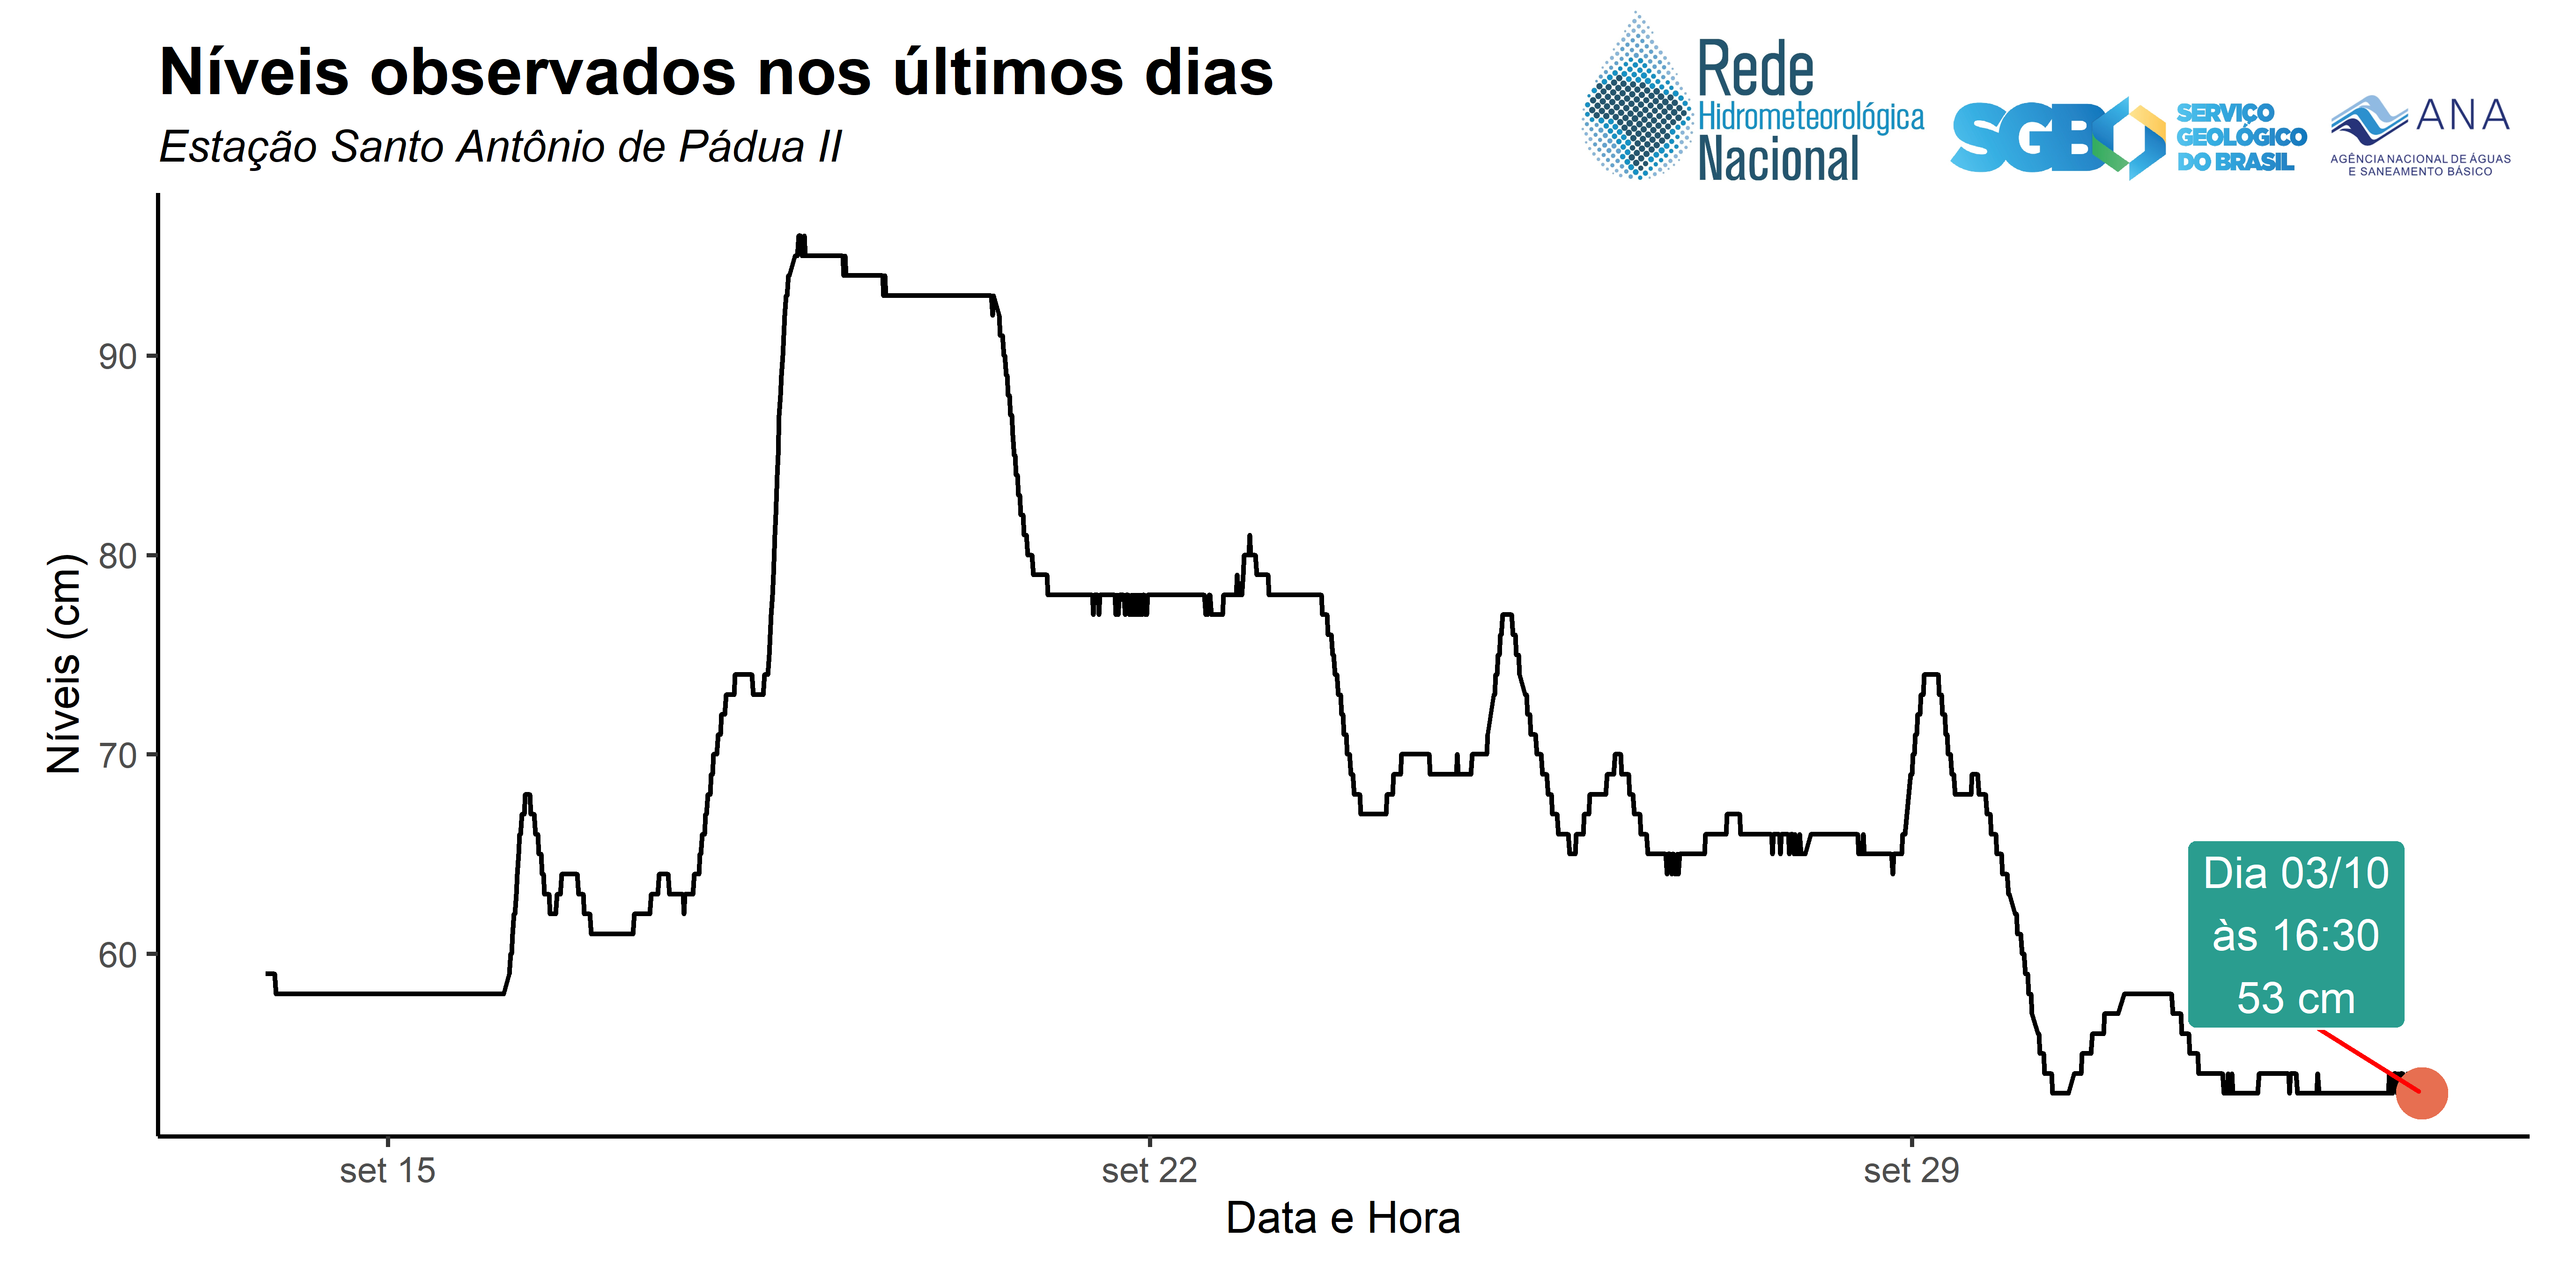 Níveis observados nos últimos dias
Estação Santo Antônio de Pádua II
Rede
Hidrometeorológica
Nacional
SGB
SERVIÇO
GEOLÓGICO
DO BRASIL
ANA
AGÊNCIA NACIONAL DE ÁGUAS
E SANEAMENTO BÁSICO
Níveis (cm)
90
80
70
60
Dia 03/10
às 16:30
53 cm
set 15
set 22
set 29
Data e Hora